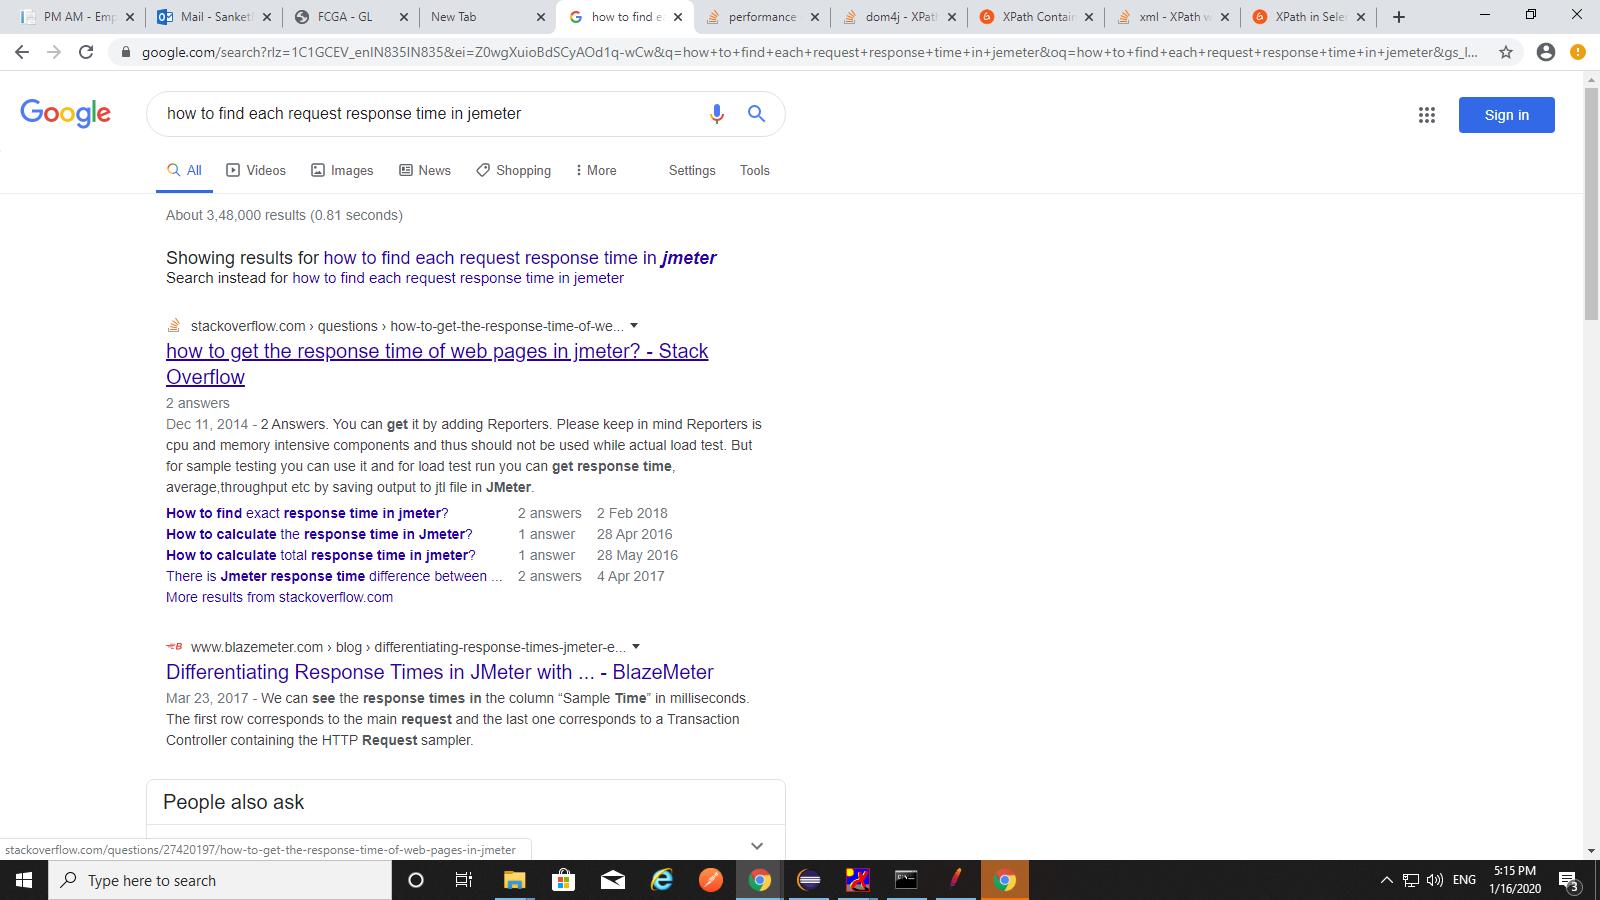 PM AM - Emp
Mail - Sanket
FCGA - GL
New Tab
how to find e
performance
dom4j - XPat
XPath Contain
xml - XPath w
XPath in Sele
google.com/search?rlz=1C1GCEV_enIN835IN835&ei=Z0wgXuioBdSCyAOd1q-wCw&q=how+to+find+each+request+response+time+in+jemeter&oq=how+to+find+each+request+response+time+in+jemeter&gs_l...
Google
how to find each request response time in jemeter
Sign in
All
Videos
Images
News
Shopping
More
Settings
Tools
About 3,48,000 results (0.81 seconds)
Showing results for how to find each request response time in jmeter
Search instead for how to find each request response time in jemeter
stackoverflow.com › questions › how-to-get-the-response-time-of-we...
how to get the response time of web pages in jmeter? - Stack
Overflow
2 answers
Dec 11, 2014 - 2 Answers. You can get it by adding Reporters. Please keep in mind Reporters is
cpu and memory intensive components and thus should not be used while actual load test. But
for sample testing you can use it and for load test run you can get response time,
average,throughput etc by saving output to jtl file in JMeter.
How to find exact response time in jmeter? 2 answers 2 Feb 2018
How to calculate the response time in Jmeter? 1 answer 28 Apr 2016
How to calculate total response time in jmeter? 1 answer 28 May 2016
There is Jmeter response time difference between ... 2 answers 4 Apr 2017
More results from stackoverflow.com
www.blazemeter.com › blog › differentiating-response-times-jmeter-e...
Differentiating Response Times in JMeter with ... - BlazeMeter
Mar 23, 2017 - We can see the response times in the column “Sample Time” in milliseconds.
The first row corresponds to the main request and the last one corresponds to a Transaction
Controller containing the HTTP Request sampler.
People also ask
stackoverflow.com/questions/27420197/how-to-get-the-response-time-of-web-pages-in-jmeter
Type here to search
ENG
5:15 PM
1/16/2020
3